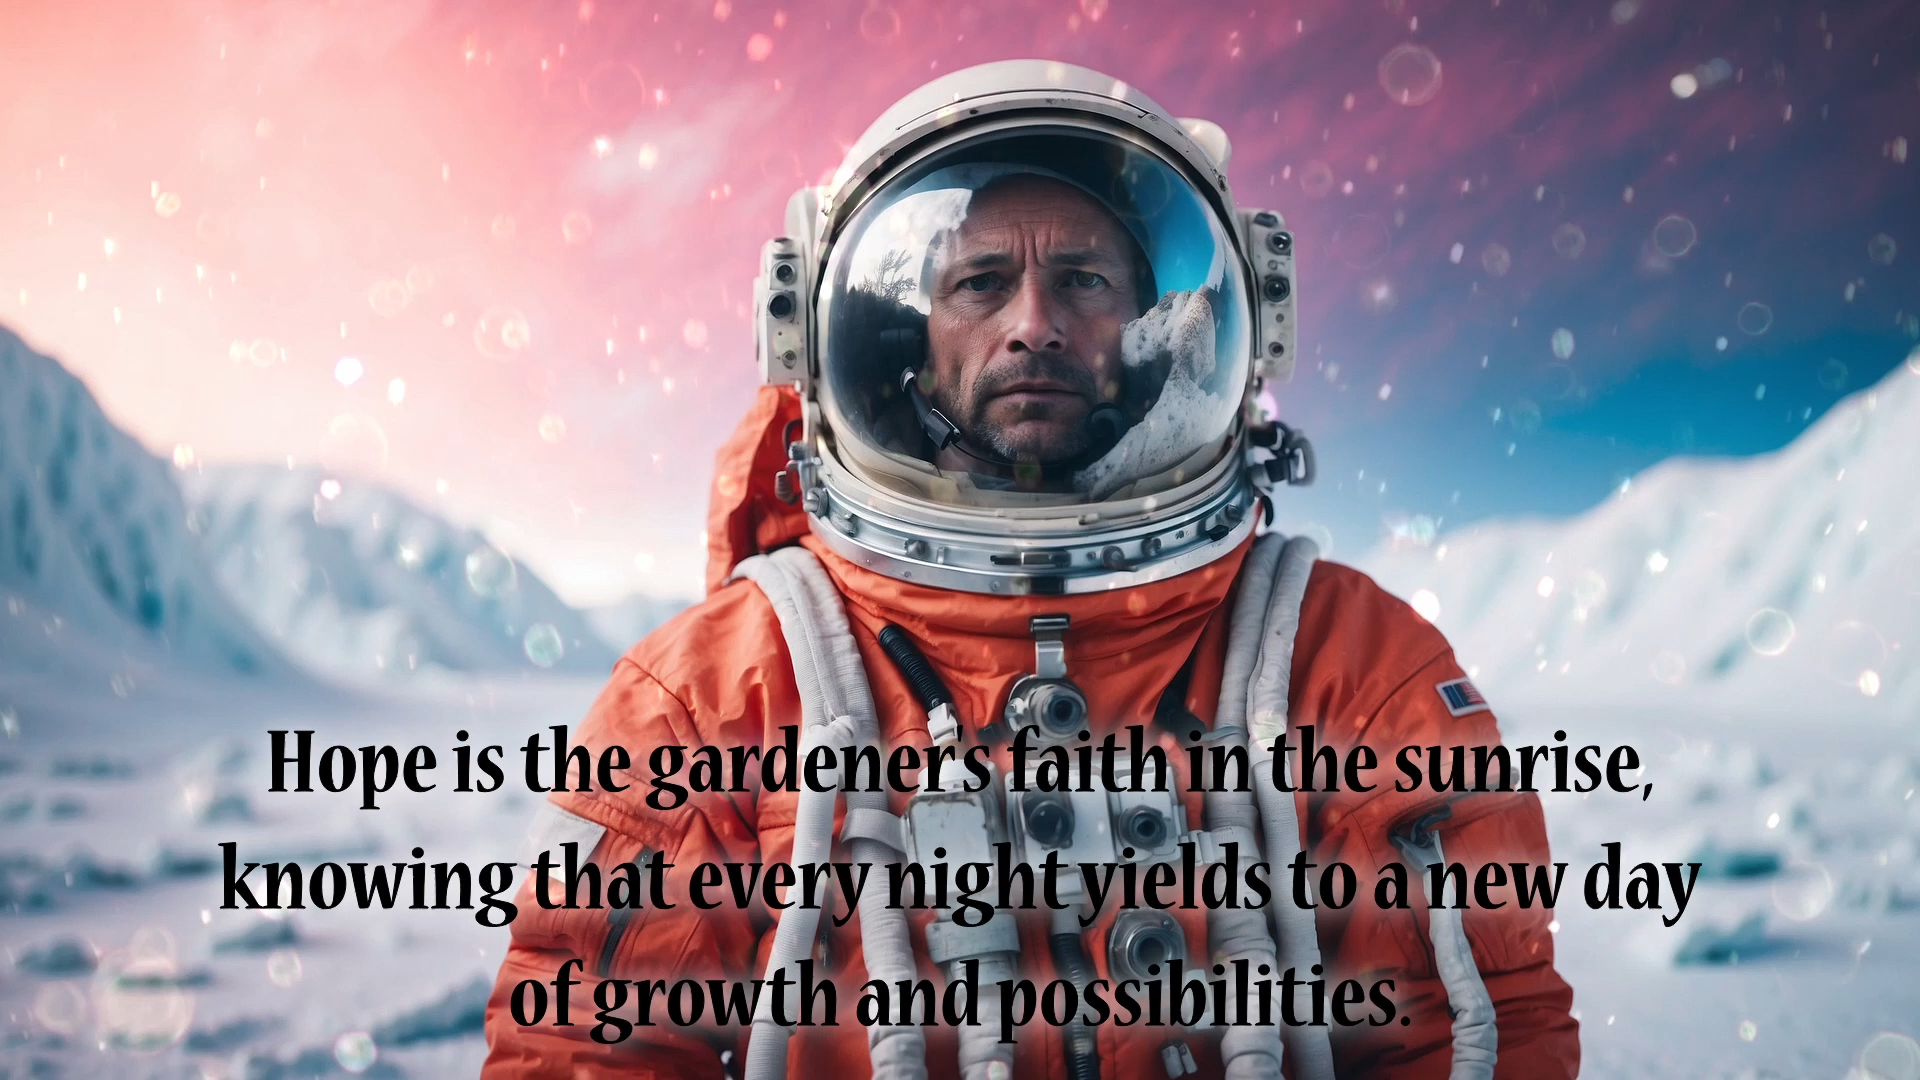 Hope is the gardener's faith in the sunrise,
knowing that every night yields to a new day
of growth and possibilities.